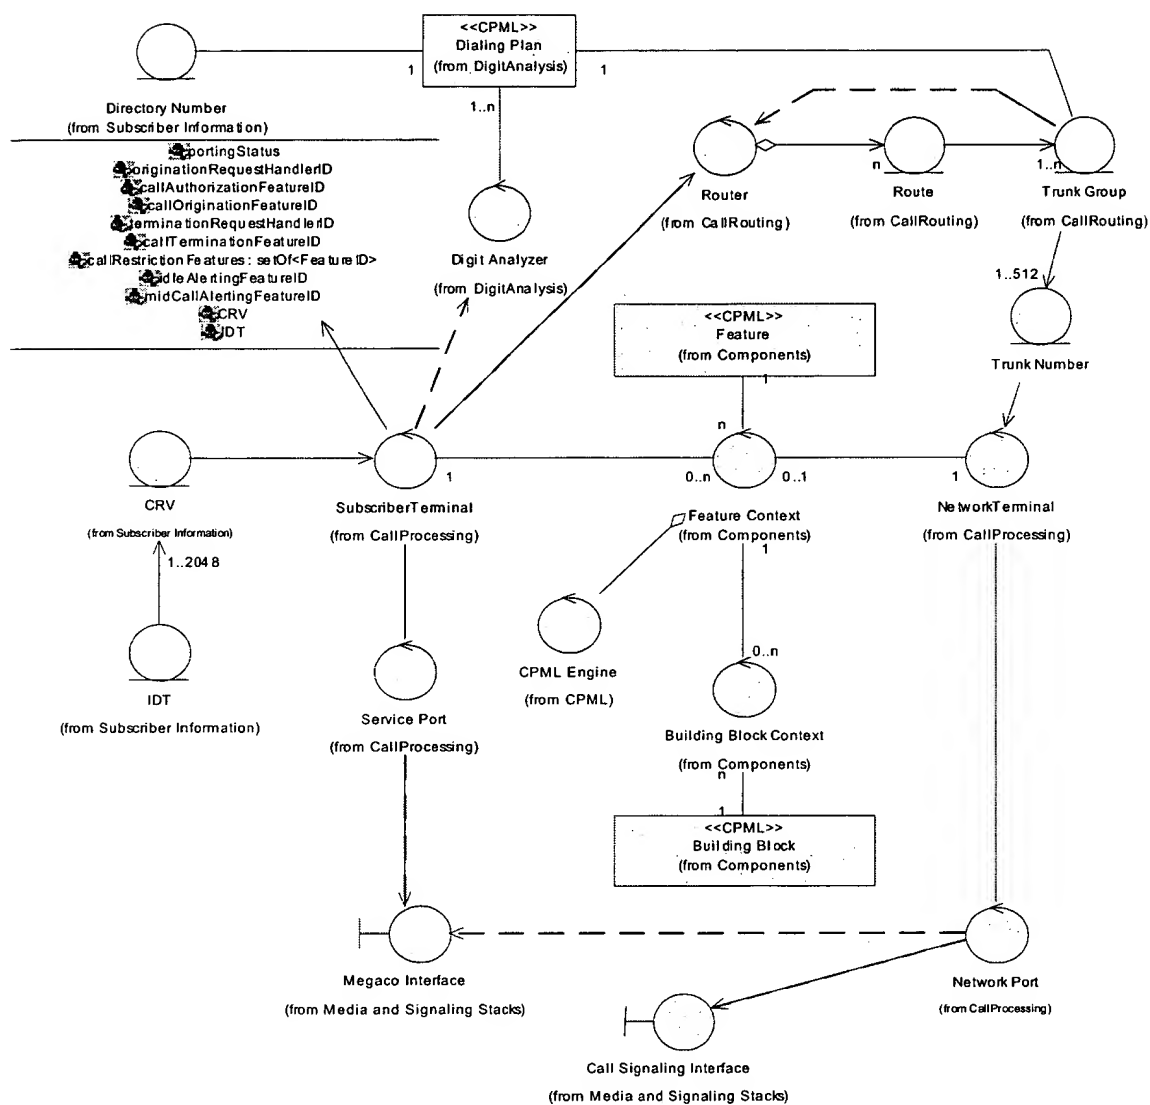 <<CPML>>
Dialing Plan
(from DigitAnalysis)
1
1
1..n
Directory Number
(from Subscriber Information)
portingStatus
originationRequestHandlerID
callAuthorizationFeatureID
callOriginationFeatureID
terminationRequestHandlerID
callTerminationFeatureID
callRestrictionFeatures : setOf<FeatureID>
idleAlertingFeatureID
midCallAlertingFeatureID
CRV
IDT
Digit Analyzer
(from DigitAnalysis)
Router
(from CallRouting)
n
Route
(from CallRouting)
1..n
Trunk Group
(from CallRouting)
1..512
Trunk Number
<<CPML>>
Feature
(from Components)
1
n
CRV
(from Subscriber Information)
1..2048
IDT
(from Subscriber Information)
1
SubscriberTerminal
(from CallProcessing)
0..n
0..1
Feature Context
(from Components)
1
1
NetworkTerminal
(from CallProcessing)
CPML Engine
(from CPML)
Service Port
(from CallProcessing)
0..n
Building Block Context
(from Components)
n
1
<<CPML>>
Building Block
(from Components)
Megaco Interface
(from Media and Signaling Stacks)
Network Port
(from CallProcessing)
Call Signaling Interface
(from Media and Signaling Stacks)